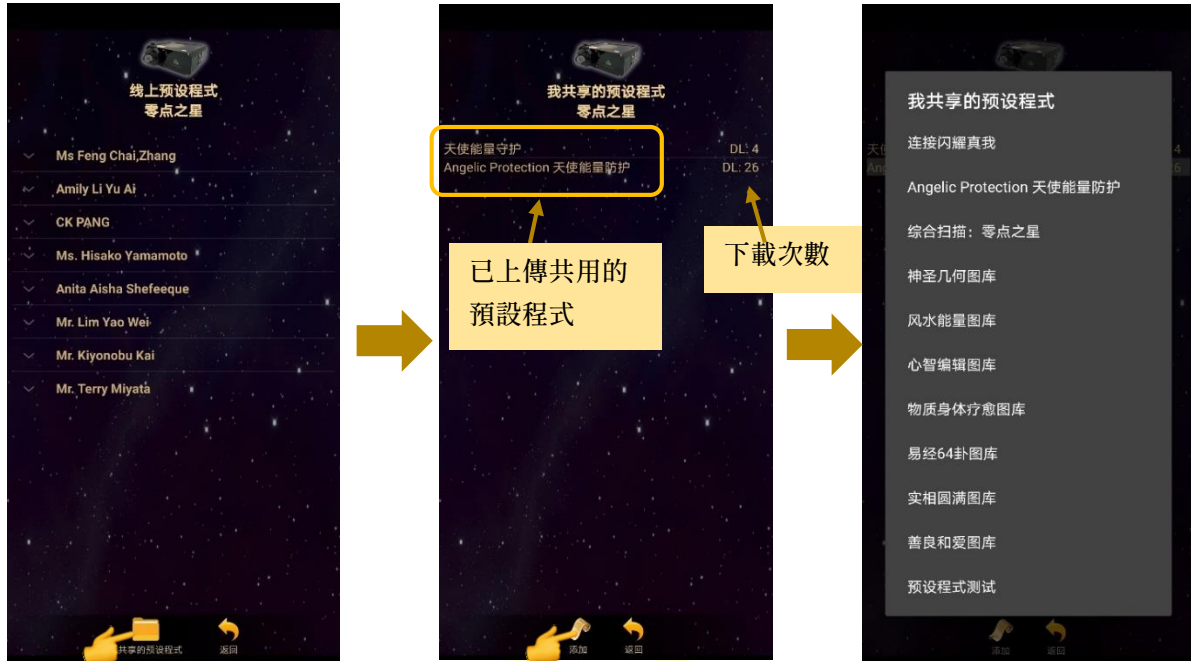 线上预设程式
零点之星
Ms Feng Chai,Zhang
Amily Li Yu Ai
CK PANG
Ms. Hisako Yamamoto
Anita Aisha Shefeeque
Mr. Lim Yao Wei
Mr. Kiyonobu Kai
Mr. Terry Miyata
共享的预设程式
返回
我共享的预设程式
零点之星
天使能量守护 DL: 4
Angelic Protection 天使能量防护 DL: 26
已上傳共用的
預設程式
下載次數
添加
返回
我共享的预设程式
连接闪耀真我
Angelic Protection 天使能量防护
综合扫描：零点之星
神圣几何图库
风水能量图库
心智编辑图库
物质身体疗愈图库
易经64卦图库
实相圆满图库
善良和爱图库
预设程式测试
添加
返回